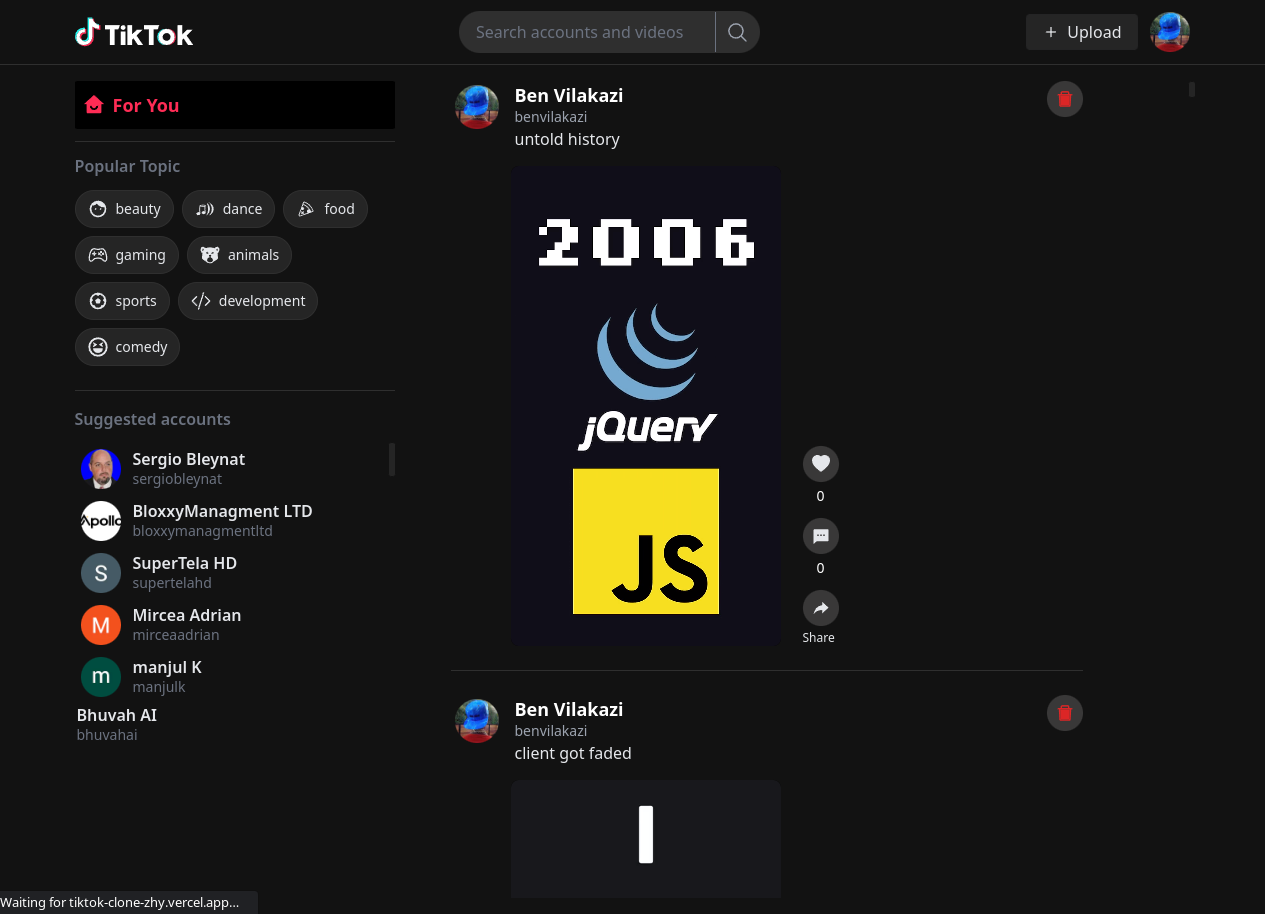 TikTok
Search accounts and videos
Upload
For You
Popular Topic
beauty
dance
food
gaming
animals
sports
development
comedy
Suggested accounts
Sergio Bleynat
sergiobleynat
Apollo
BloxxyManagment LTD
bloxxymanagmentltd
S
SuperTela HD
supertelahd
M
Mircea Adrian
mirceaadrian
m
manjul K
manjulk
Bhuvah AI
bhuvahai
Ben Vilakazi
benvilakazi
untold history
2006
jQuery
JS
0
0
Share
Ben Vilakazi
benvilakazi
client got faded
I
Waiting for tiktok-clone-zhy.vercel.app...